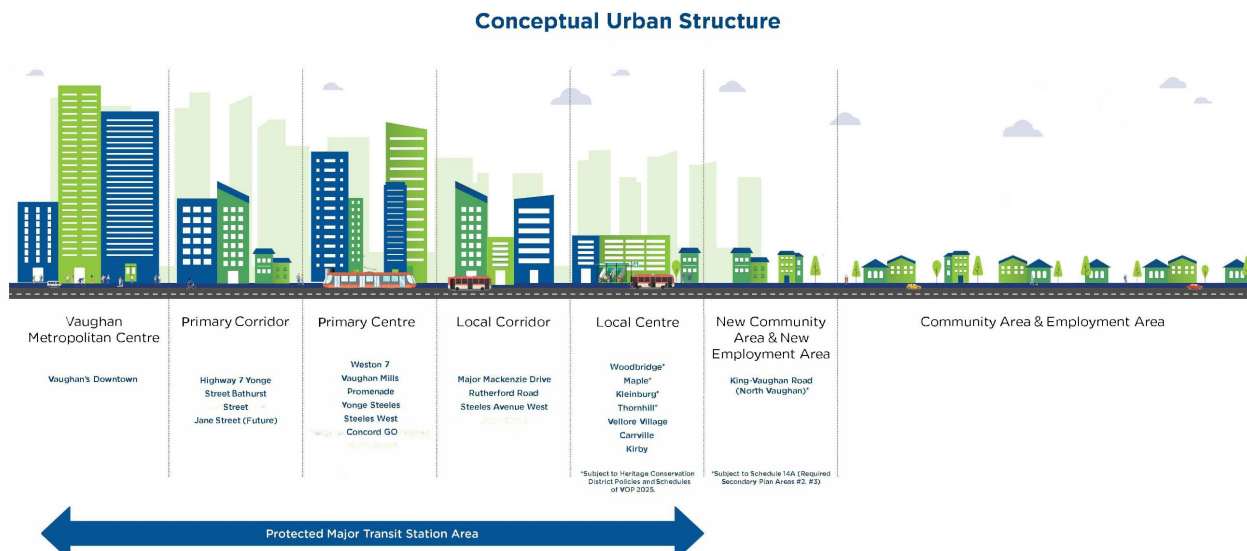 Conceptual Urban Structure
Vaughan
Metropolitan Centre
Vaughan's Downtown
Primary Corridor
Highway 7 Yonge
Street Bathurst
Street
Jane Street (Future)
Primary Centre
Weston 7
Vaughan Mills
Promenade
Yonge Steeles
Steeles West
Concord GO
Local Corridor
Major Mackenzie Drive
Rutherford Road
Steeles Avenue West
Local Centre
Woodbridge*
Maple*
Kleinburg*
Thornhill*
Vellore Village
Carrville
Kirby
*Subject to Heritage Conservation
District Policies and Schedules
of VOP 2025.
New Community
Area & New
Employment Area
King-Vaughan Road
(North Vaughan)*
*Subject to Schedule 14A (Required
Secondary Plan Areas #2, #3)
Community Area & Employment Area
Protected Major Transit Station Area